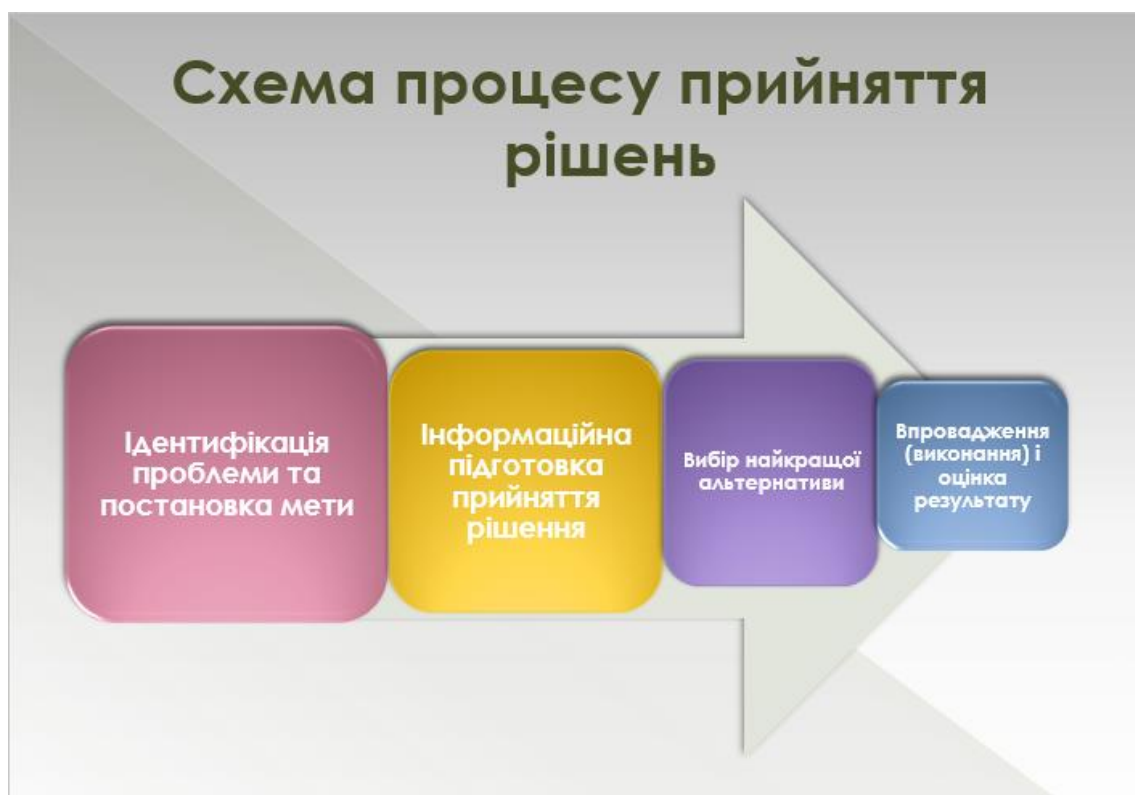 Схема процесу прийняття
рішень
Ідентифікація
проблеми та
постановка мети
Інформаційна
підготовка
прийняття
рішення
Вибір найкращої
альтернативи
Впровадження
(виконання) і
оцінка
результату